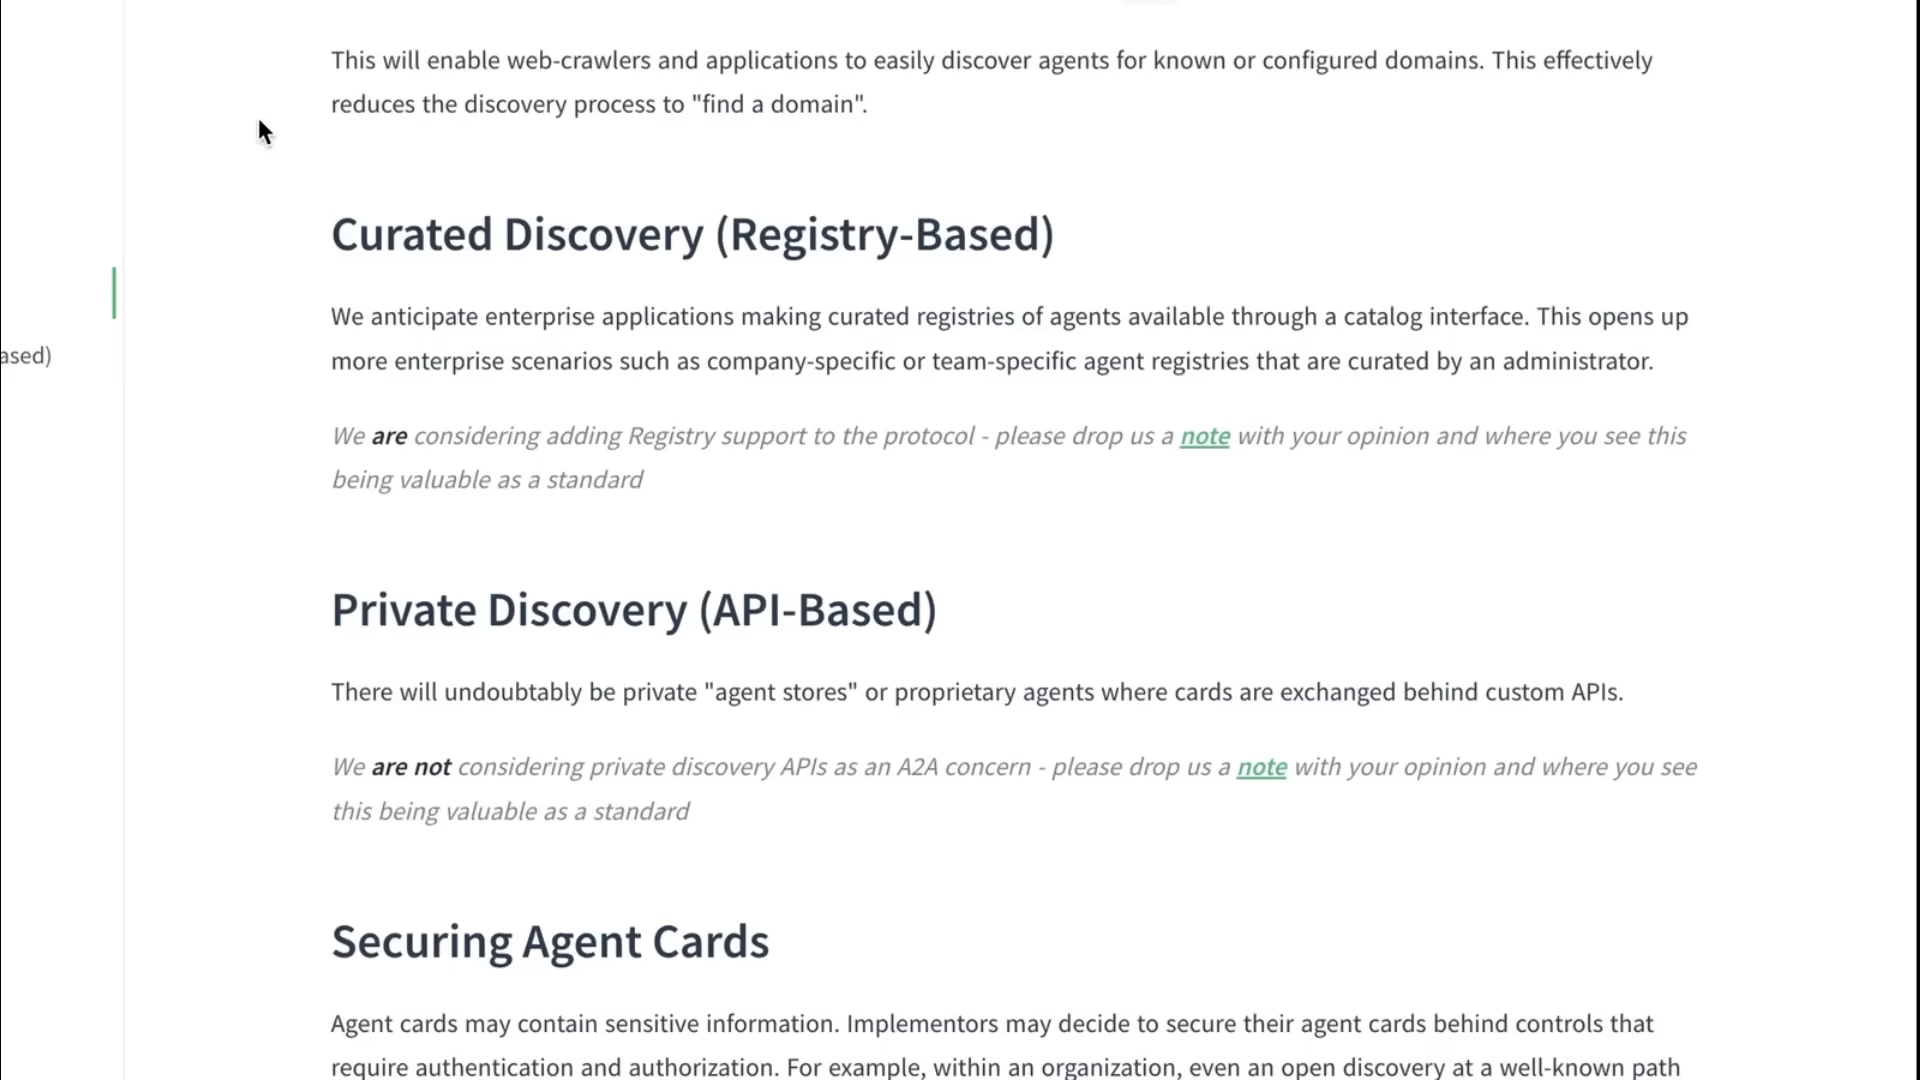 This will enable web-crawlers and applications to easily discover agents for known or configured domains. This effectively
reduces the discovery process to "find a domain".
Curated Discovery (Registry-Based)
We anticipate enterprise applications making curated registries of agents available through a catalog interface. This opens up
more enterprise scenarios such as company-specific or team-specific agent registries that are curated by an administrator.
ased)
We are considering adding Registry support to the protocol - please drop us a note with your opinion and where you see this
being valuable as a standard
Private Discovery (API-Based)
There will undoubtably be private "agent stores" or proprietary agents where cards are exchanged behind custom APIs.
We are not considering private discovery APIs as an A2A concern - please drop us a note with your opinion and where you see
this being valuable as a standard
Securing Agent Cards
Agent cards may contain sensitive information. Implementors may decide to secure their agent cards behind controls that
require authentication and authorization. For example, within an organization, even an open discovery at a well-known path